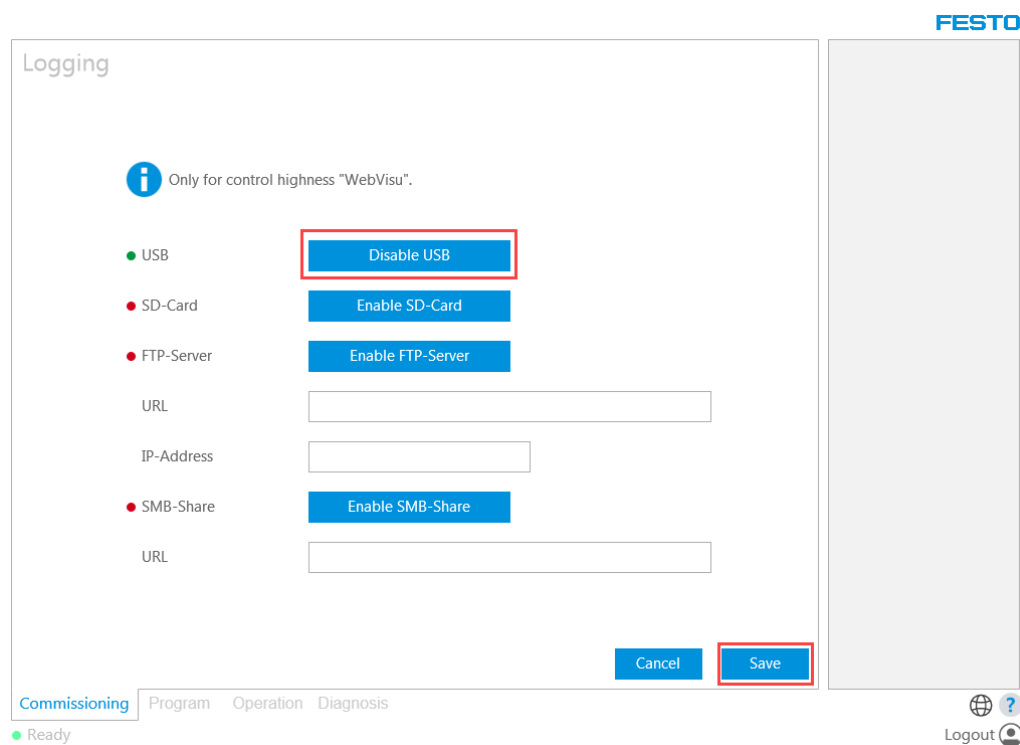 FESTO
Logging
Only for control highness "WebVisu".
USB Disable USB
SD-Card Enable SD-Card
FTP-Server Enable FTP-Server
URL
IP-Address
SMB-Share Enable SMB-Share
URL
Cancel Save
Commissioning Program Operation Diagnosis ?
Ready Logout